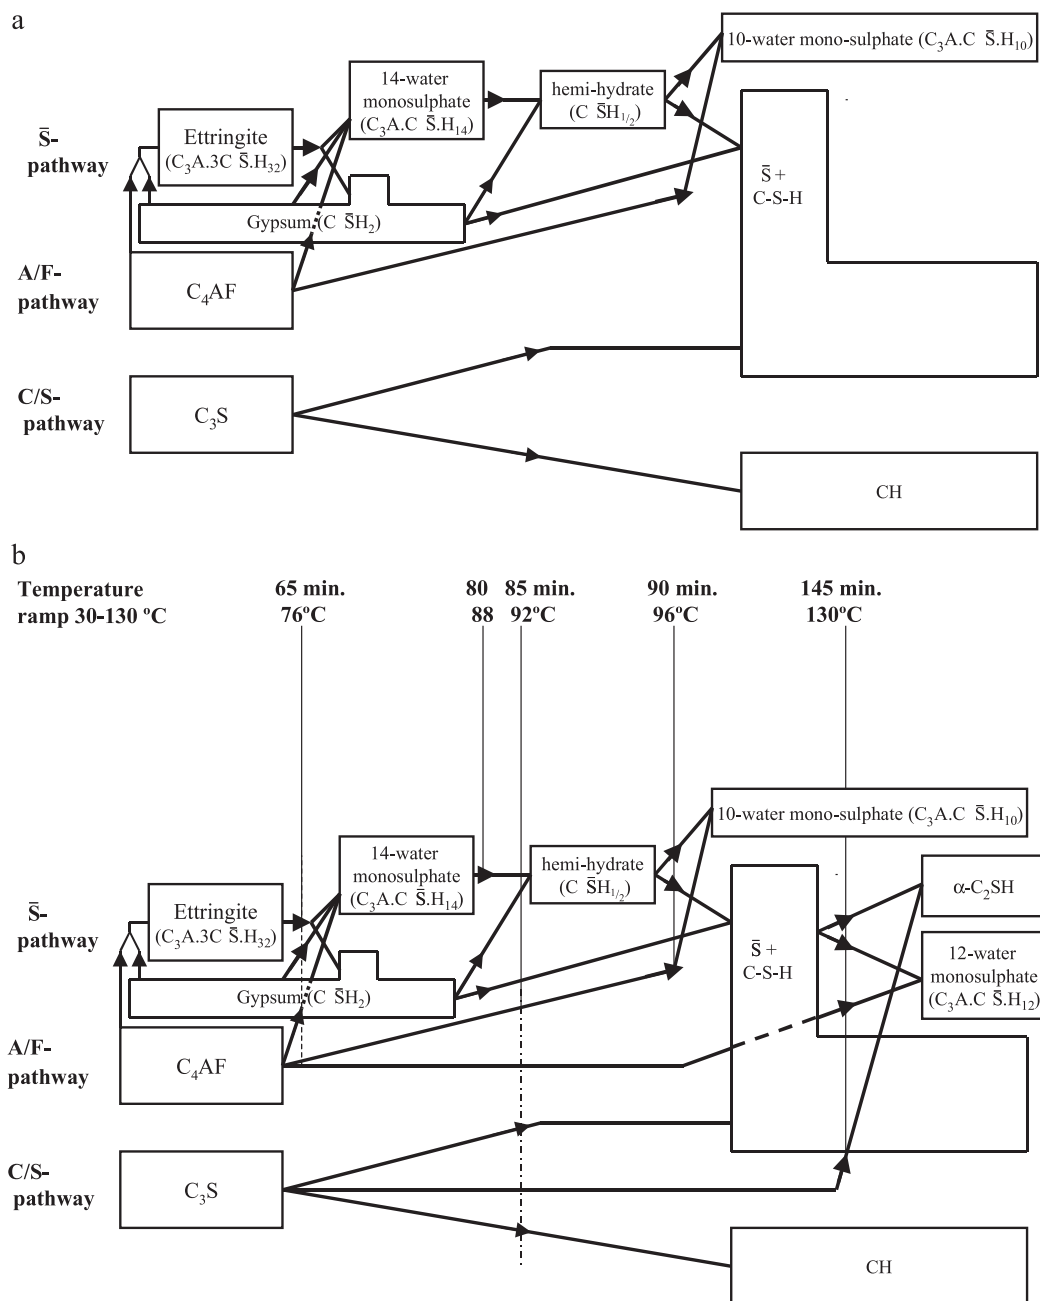 a
10-water mono-sulphate (C₃A.C S̄.H₁₀)
14-water
monosulphate
(C₃A.C S̄.H₁₄)
hemi-hydrate
(C S̄H₁/₂)
S̄-
pathway
Ettringite
(C₃A.3C S̄.H₃₂)
S̄ +
C-S-H
Gypsum (C S̄H₂)
A/F-
pathway
C₄AF
C/S-
pathway
C₃S
CH
b
Temperature
ramp 30-130 ºC
65 min.
76ºC
80
88
85 min.
92ºC
90 min.
96ºC
145 min.
130ºC
10-water mono-sulphate (C₃A.C S̄.H₁₀)
14-water
monosulphate
(C₃A.C S̄.H₁₄)
hemi-hydrate
(C S̄H₁/₂)
α-C₂SH
S̄-
pathway
Ettringite
(C₃A.3C S̄.H₃₂)
S̄ +
C-S-H
12-water
monosulphate
(C₃A.C S̄.H₁₂)
Gypsum (C S̄H₂)
A/F-
pathway
C₄AF
C/S-
pathway
C₃S
CH